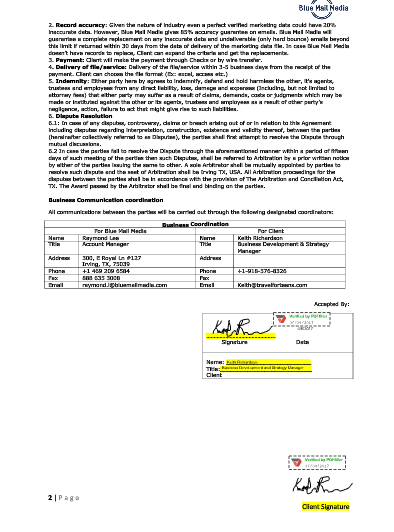 Blue Mail Media
2. Record accuracy: Given the nature of industry even a perfect verified marketing data could have 20%
inaccurate data. However, Blue Mail Media gives 85% accuracy guarantee on emails. Blue Mail Media will
guarantee a complete replacement on any inaccurate data and undeliverables (only hard bounce) emails beyond
this limit if returned within 30 days from the date of delivery of the marketing data file. In case Blue Mail Media
doesn't have records to replace, Client can expand the criteria and get the replacements.
3. Payment: Client will make the payment through Checks or by wire transfer.
4. Delivery of file/service: Delivery of the file/service within 3-5 business days from the receipt of the
payment. Client can choose the file format (Ex: excel, access etc.)
5. Indemnity: Either party here by agrees to indemnify, defend and hold harmless the other, it's agents,
trustees and employees from any direct liability, loss, damage and expenses (Including, but not limited to
attorney fees) that other party may suffer as a result of claims, demands, costs or judgments which may be
made or instituted against the other or its agents, trustees and employees as a result of other party's
negligence, action, failure to act that might give rise to such liabilities.
6. Dispute Resolution
6.1: In case of any disputes, controversy, claims or breach arising out of or in relation to this Agreement
including disputes regarding interpretation, construction, existence and validity thereof, between the parties
(hereinafter collectively referred to as Disputes), the parties shall first attempt to resolve the Dispute through
mutual discussions.
6.2 In case the parties fail to resolve the Dispute through the aforementioned within a period of fifteen
days of such meeting of the parties then such Disputes, shall be referred to Arbitration by a prior written notice
by either of the parties issuing the same to the other. A sole Arbitrator shall be mutually appointed by parties to
resolve such dispute and the seat of Arbitration shall be Irving TX, USA. All Arbitration proceedings for the
disputes between the parties shall be in accordance with the provision of The Arbitration and Conciliation Act,
TX. The Award passed by the Arbitrator shall be final and binding on the parties.
Business Communication coordination
All communications between the parties will be carried out through the following designated coordinators:
Business Coordination
For Blue Mail Media For Client
Name Raymond Lee Name Keith Richardson
Title Account Manager Title Business Development & Strategy
Manager
Address 300, E Royal Ln #127 Address
Irving, TX, 75039
Phone +1 469 209 6584 Phone +1-918-376-8326
Fax 888 635 3008 Fax
Email raymond.l@bluemailmedia.com Email Keith@travelforteens.com
Accepted By:
Verified by PDFfiller
Signature Date
Name: Keith Richardson
Title: Business Development and Strategy Manager
Client
Verified by PDFfiller
2 | Page
Client Signature